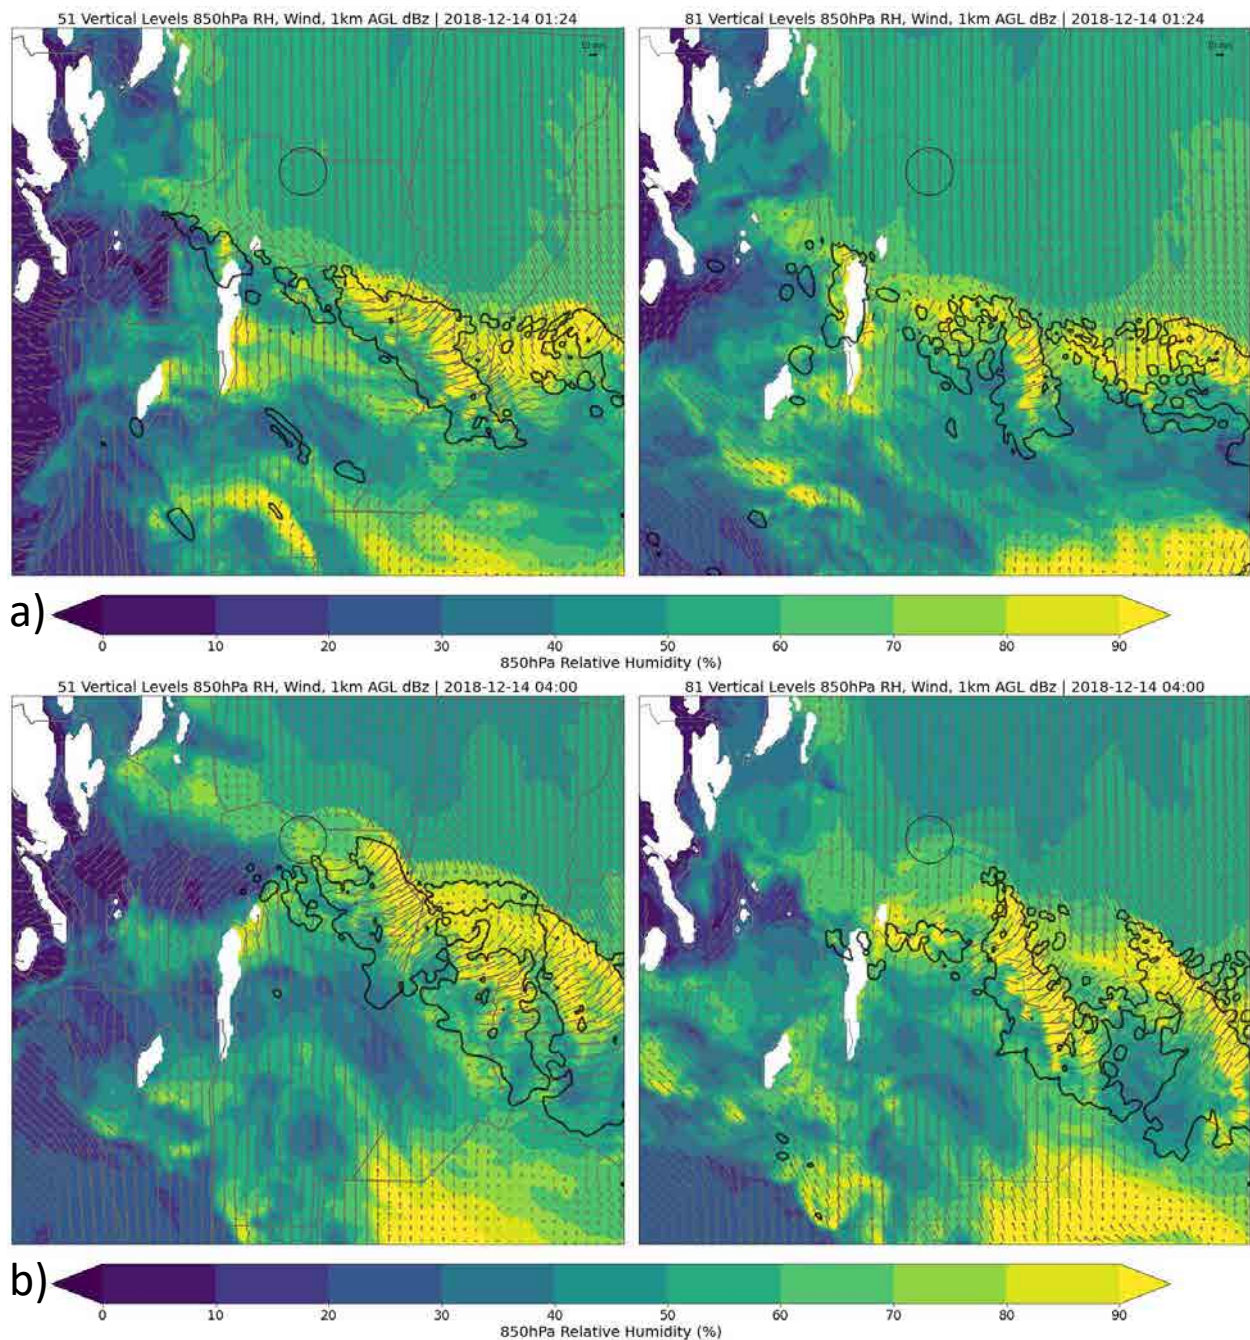 51 Vertical Levels 850hPa RH, Wind, 1km AGL dBz | 2018-12-14 01:24
81 Vertical Levels 850hPa RH, Wind, 1km AGL dBz | 2018-12-14 01:24
a)
0 10 20 30 40 50 60 70 80 90
850hPa Relative Humidity (%)
51 Vertical Levels 850hPa RH, Wind, 1km AGL dBz | 2018-12-14 04:00
81 Vertical Levels 850hPa RH, Wind, 1km AGL dBz | 2018-12-14 04:00
b)
0 10 20 30 40 50 60 70 80 90
850hPa Relative Humidity (%)